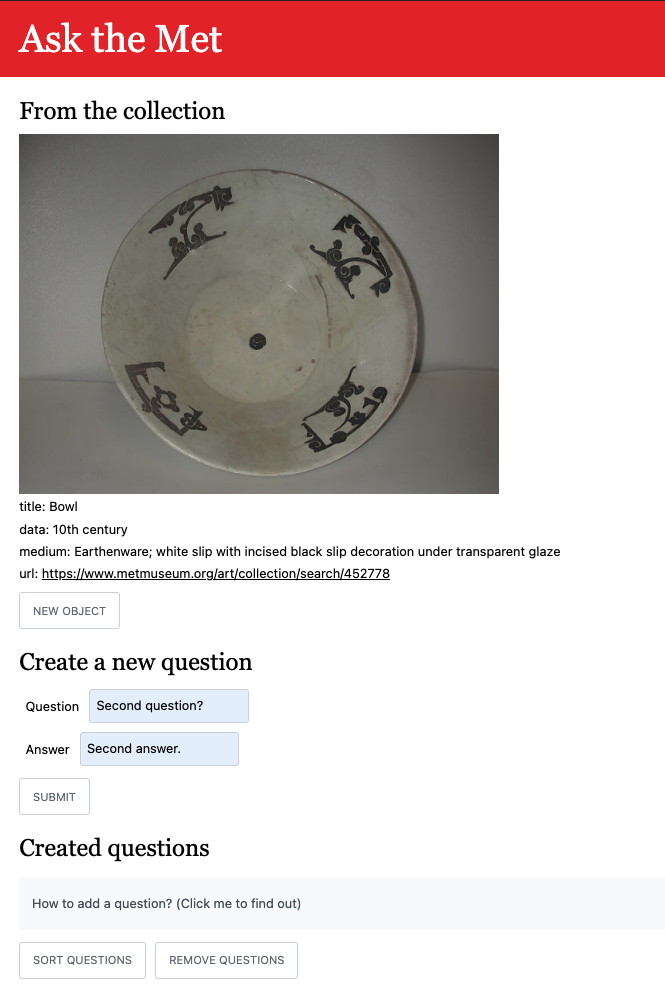 Ask the Met
From the collection
title: Bowl
data: 10th century
medium: Earthenware; white slip with incised black slip decoration under transparent glaze
url: https://www.metmuseum.org/art/collection/search/452778
NEW OBJECT
Create a new question
Question Second question?
Answer Second answer.
SUBMIT
Created questions
How to add a question? (Click me to find out)
SORT QUESTIONS REMOVE QUESTIONS